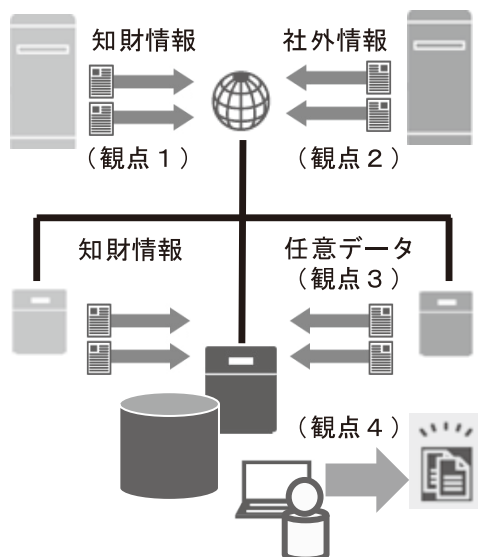 知財情報
社外情報
（観点１）
（観点２）
知財情報
任意データ
（観点３）
（観点４）